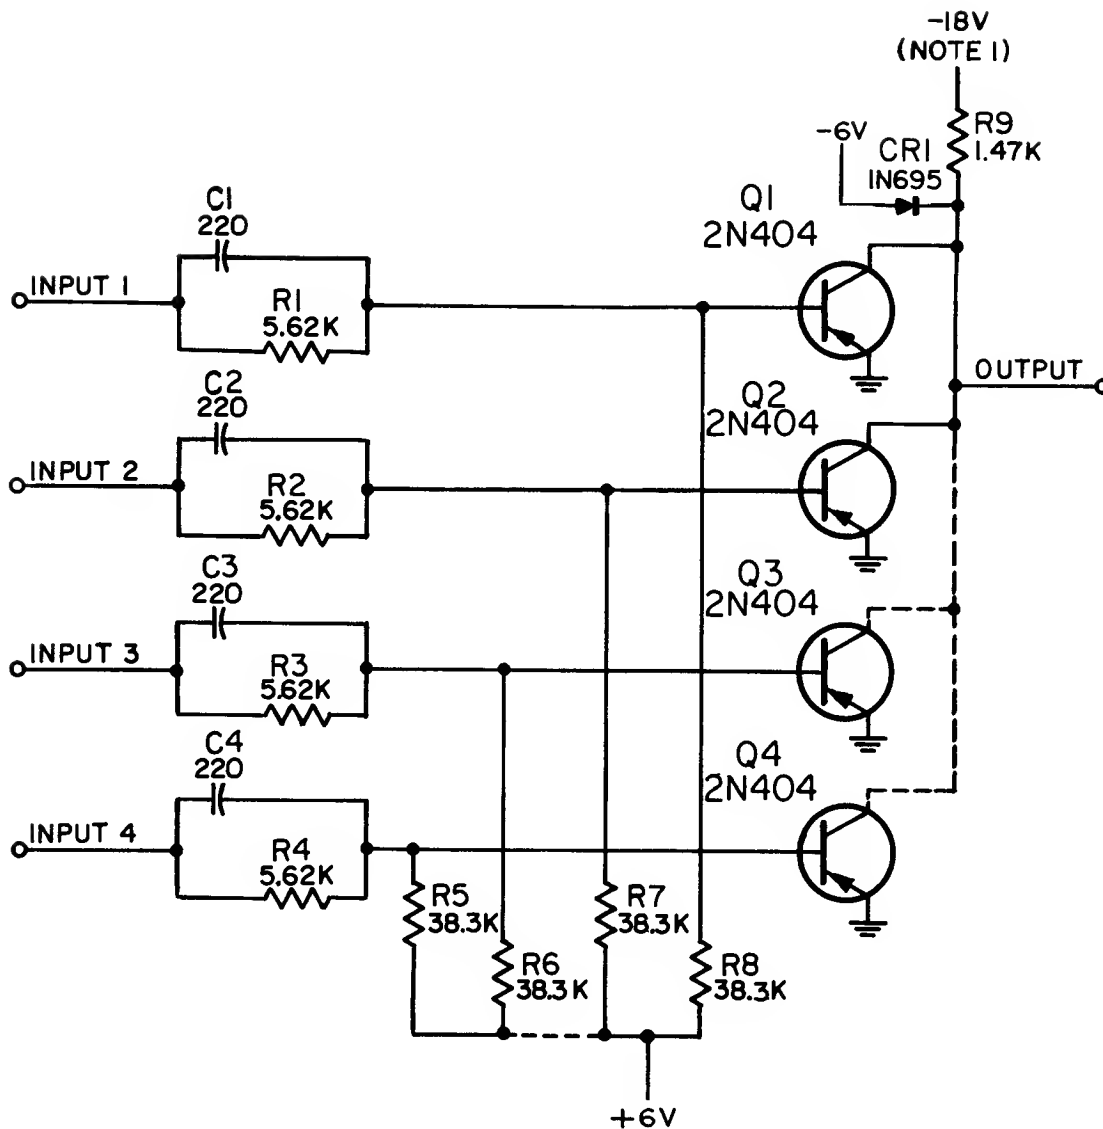 -18V
(NOTE 1)
R9
1.47K
-6V
CR1
1N695
C1
220
Q1
2N404
INPUT 1
R1
5.62K
OUTPUT
C2
220
Q2
2N404
INPUT 2
R2
5.62K
C3
220
Q3
2N404
INPUT 3
R3
5.62K
C4
220
Q4
2N404
INPUT 4
R4
5.62K
R5
38.3K
R7
38.3K
R6
38.3K
R8
38.3K
+6V